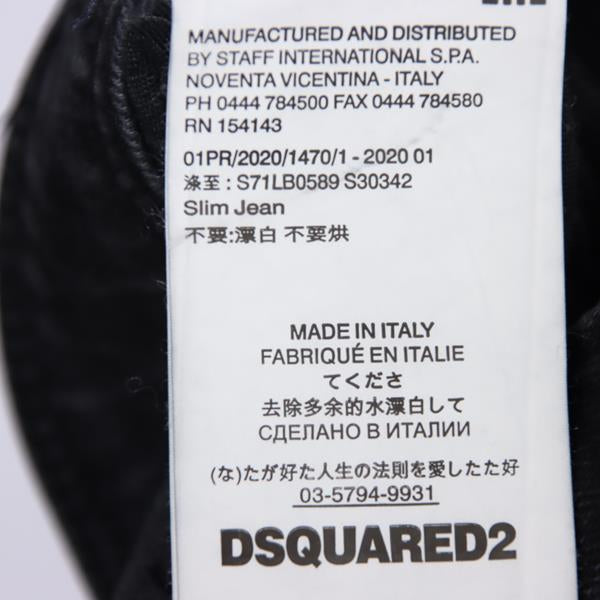 MANUFACTURED AND DISTRIBUTED
BY STAFF INTERNATIONAL S.P.A.
NOVENTA VICENTINA - ITALY
PH 0444 784500 FAX 0444 784580
RN 154143
01PR/2020/1470/1 - 2020 01
涤至 : S71LB0589 S30342
Slim Jean
不要:漂白 不要烘
MADE IN ITALY
FABRIQUÉ EN ITALIE
てくださ
去除多余的水漂白して
СДЕЛАНО В ИТАЛИИ
(な)たが好た人生の法則を愛したた好
03-5794-9931
DSQUARED2